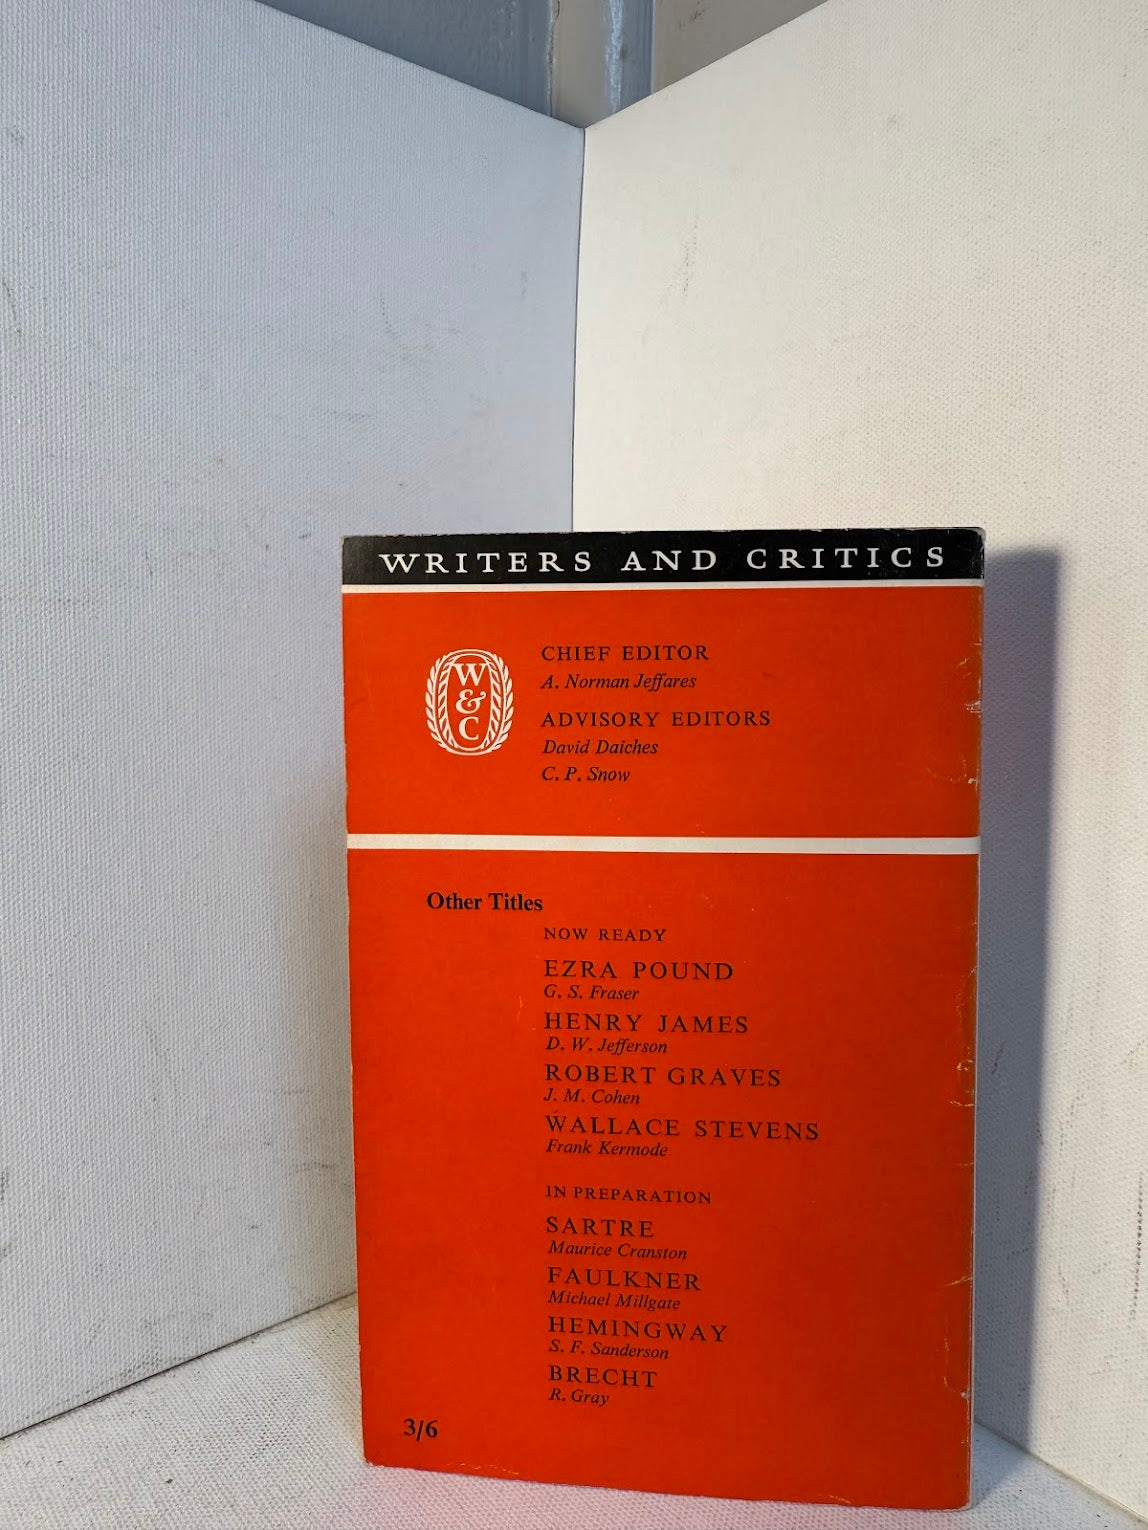 WRITERS AND CRITICS
W
&
C
CHIEF EDITOR
A. Norman Jeffares
ADVISORY EDITORS
David Daiches
C. P. Snow
Other Titles
NOW READY
EZRA POUND
G. S. Fraser
HENRY JAMES
D. W. Jefferson
ROBERT GRAVES
J. M. Cohen
WALLACE STEVENS
Frank Kermode
IN PREPARATION
SARTRE
Maurice Cranston
FAULKNER
Michael Millgate
HEMINGWAY
S. F. Sanderson
BRECHT
R. Gray
3/6